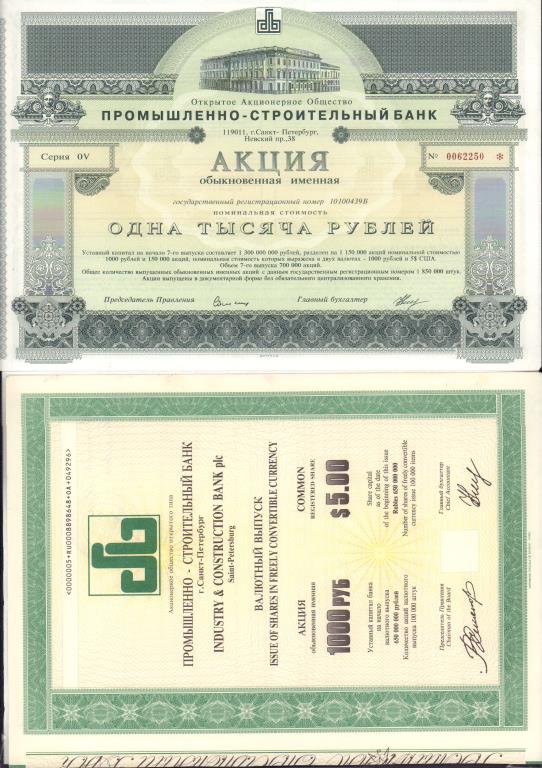 Открытое Акционерное Общество
ПРОМЫШЛЕННО-СТРОИТЕЛЬНЫЙ БАНК
119011, г.Санкт- Петербург,
Невский пр.,38
Серия 0V
№ 0062250 *
АКЦИЯ
обыкновенная именная
государственный регистрационный номер 10100439В
номинальная стоимость
ОДНА ТЫСЯЧА РУБЛЕЙ
Уставный капитал на начало 7-го выпуска составляет 1 300 000 000 рублей, разделен на 1 150 000 акций номинальной стоимостью
1000 рублей и 150 000 акций, номинальная стоимость которых выражена в двух валютах - 1000 рублей и 5$ США.
Объем 7-го выпуска 700 000 акций.
Общее количество выпущенных обыкновенных именных акций с данным государственным регистрационным номером 1 850 000 штук.
Акции выпущены в документарной форме без обязательного централизованного хранения.
Председатель Правления
Главный бухгалтер
<0000005+RU0008898648+0A+049296>
Акционерное общество открытого типа
ПРОМЫШЛЕННО - СТРОИТЕЛЬНЫЙ БАНК
г.Санкт-Петербург
INDUSTRY & CONSTRUCTION BANK plc
Saint-Petersburg
ВАЛЮТНЫЙ ВЫПУСК
ISSUE OF SHARES IN FREELY CONVERTIBLE CURRENCY
АКЦИЯ
обыкновенная именная
COMMON
REGISTERED SHARE
1000 РУБ
$ 5.00
Уставный капитал банка
на начало
валютного выпуска
650 000 000 рублей
Количество акций валютного
выпуска 100 000 штук
Share capital
as of the date
of the beginning of this issue
Rubles 650 000 000
Number of shares of freely convertible
currency issue 100 000 items
Председатель Правления
Chairman of the Board
Главный бухгалтер
Chief Accountant